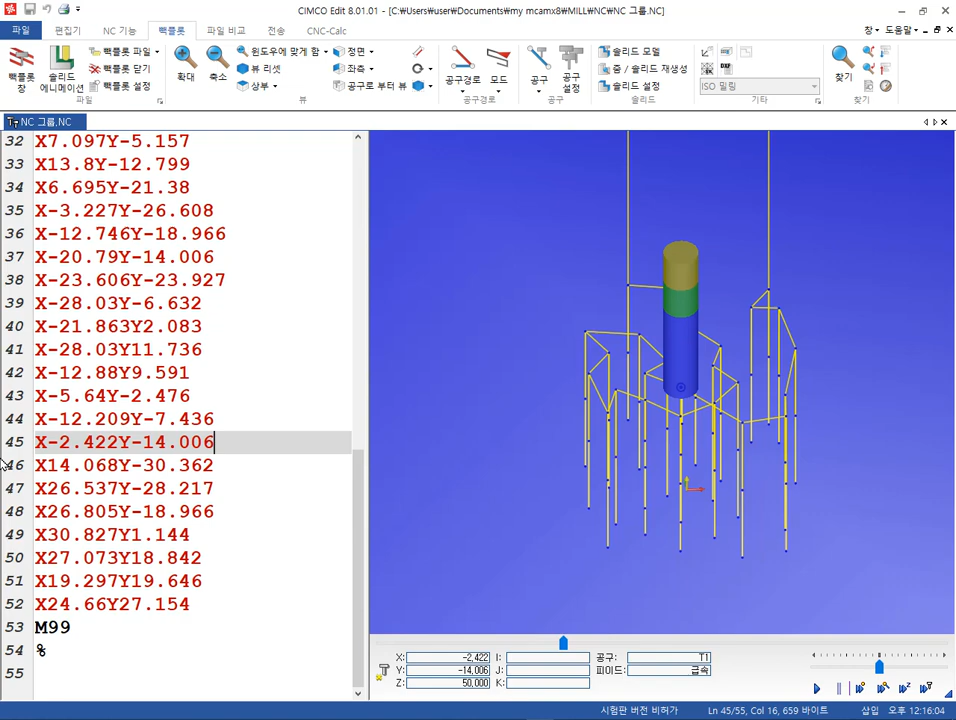 CIMCO Edit 8.01.01 - [C:₩Users₩user₩Documents₩my mcamx8₩MILL₩NC₩NC 그룹.NC]
파일 편집기 NC 기능 백플롯 파일 비교 전송 CNC-Calc 창 도움말
백플롯 창
솔리드 에니메이션
백플롯 파일
백플롯 닫기
백플롯 설정
파일
확대
축소
윈도우에 맞게 함
뷰 리셋
상부
정면
좌측
공구로 부터 뷰
뷰
공구경로
모드
공구경로
공구
공구 설정
공구
솔리드 모델
줌 / 솔리드 재생성
솔리드 설정
솔리드
DXF
ISO 밀링
기타
찾기
찾기
NC 그룹.NC
32 X7.097Y-5.157
33 X13.8Y-12.799
34 X6.695Y-21.38
35 X-3.227Y-26.608
36 X-12.746Y-18.966
37 X-20.79Y-14.006
38 X-23.606Y-23.927
39 X-28.03Y-6.632
40 X-21.863Y2.083
41 X-28.03Y11.736
42 X-12.88Y9.591
43 X-5.64Y-2.476
44 X-12.209Y-7.436
45 X-2.422Y-14.006
46 X14.068Y-30.362
47 X26.537Y-28.217
48 X26.805Y-18.966
49 X30.827Y1.144
50 X27.073Y18.842
51 X19.297Y19.646
52 X24.66Y27.154
53 M99
54 %
55
X: -2,422 I: 공구: T1
Y: -14,006 J: 피이드: 급속
Z: 50,000 K:
시험판 버전 비허가 Ln 45/55, Col 16, 659 바이트 삽입 오후 12:16:04